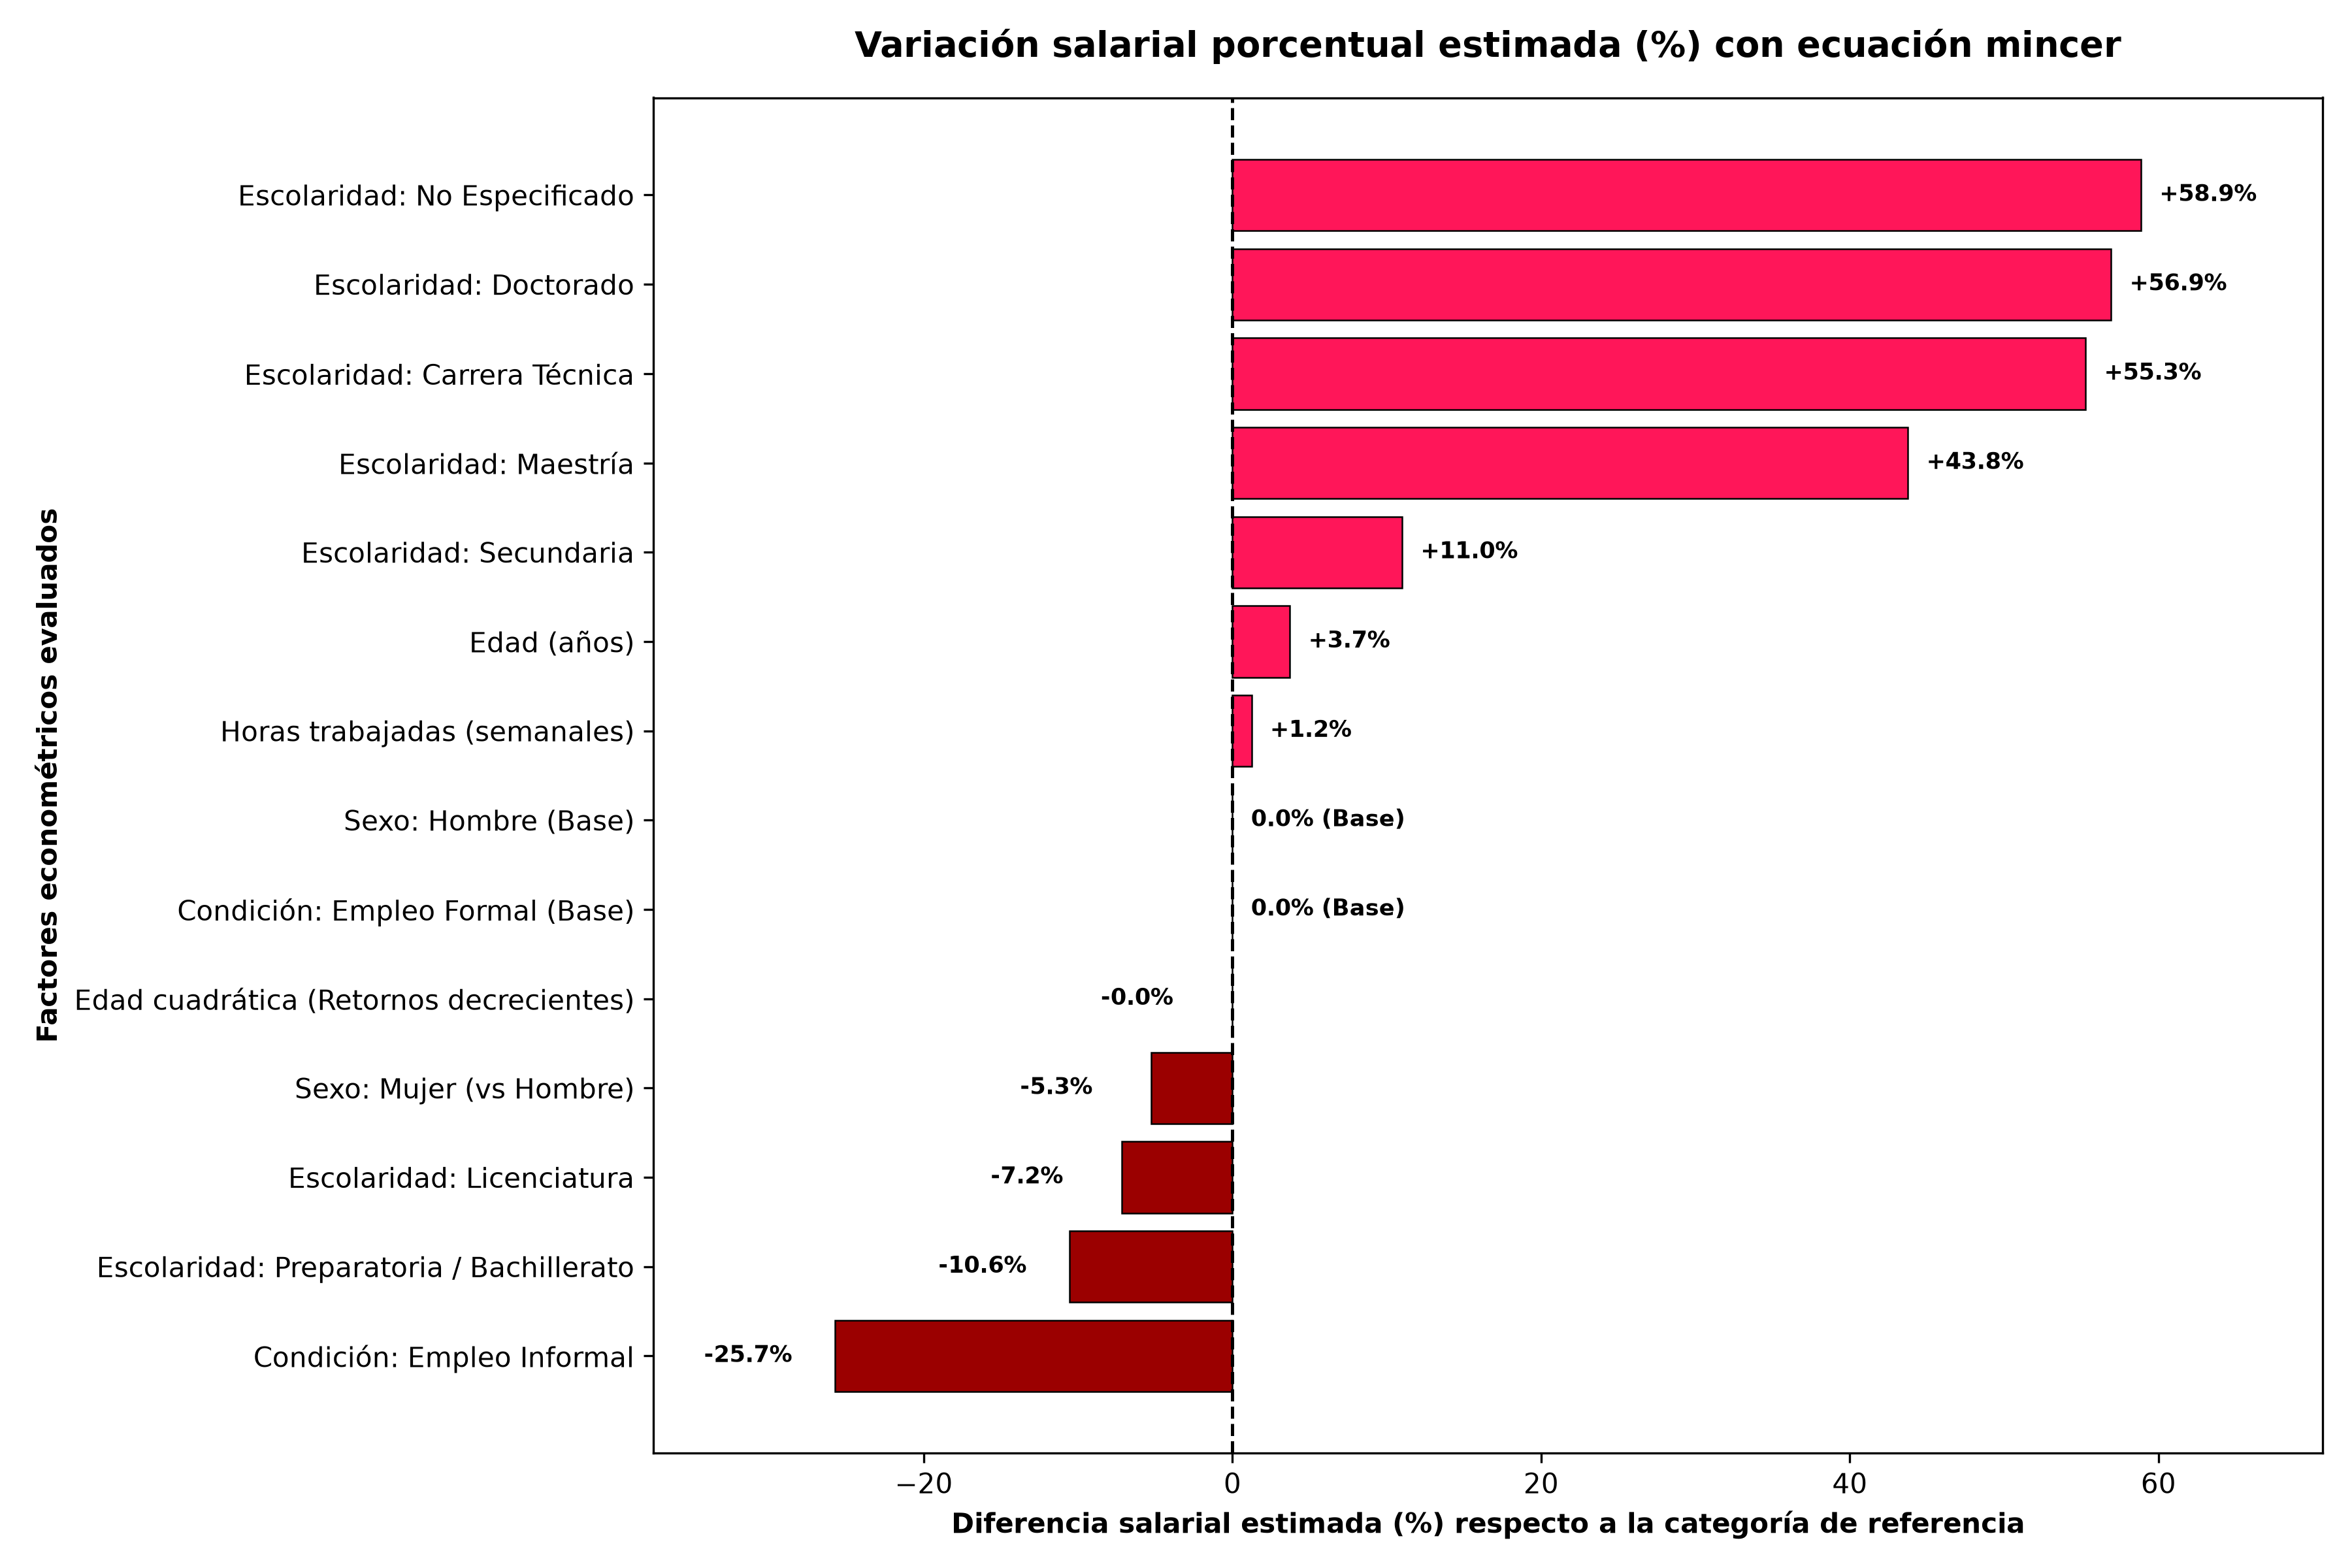 Variación salarial porcentual estimada (%) con ecuación mincer
Factores econométricos evaluados
Escolaridad: No Especificado
+58.9%
Escolaridad: Doctorado
+56.9%
Escolaridad: Carrera Técnica
+55.3%
Escolaridad: Maestría
+43.8%
Escolaridad: Secundaria
+11.0%
Edad (años)
+3.7%
Horas trabajadas (semanales)
+1.2%
Sexo: Hombre (Base)
0.0% (Base)
Condición: Empleo Formal (Base)
0.0% (Base)
Edad cuadrática (Retornos decrecientes)
-0.0%
Sexo: Mujer (vs Hombre)
-5.3%
Escolaridad: Licenciatura
-7.2%
Escolaridad: Preparatoria / Bachillerato
-10.6%
Condición: Empleo Informal
-25.7%
−20 0 20 40 60
Diferencia salarial estimada (%) respecto a la categoría de referencia